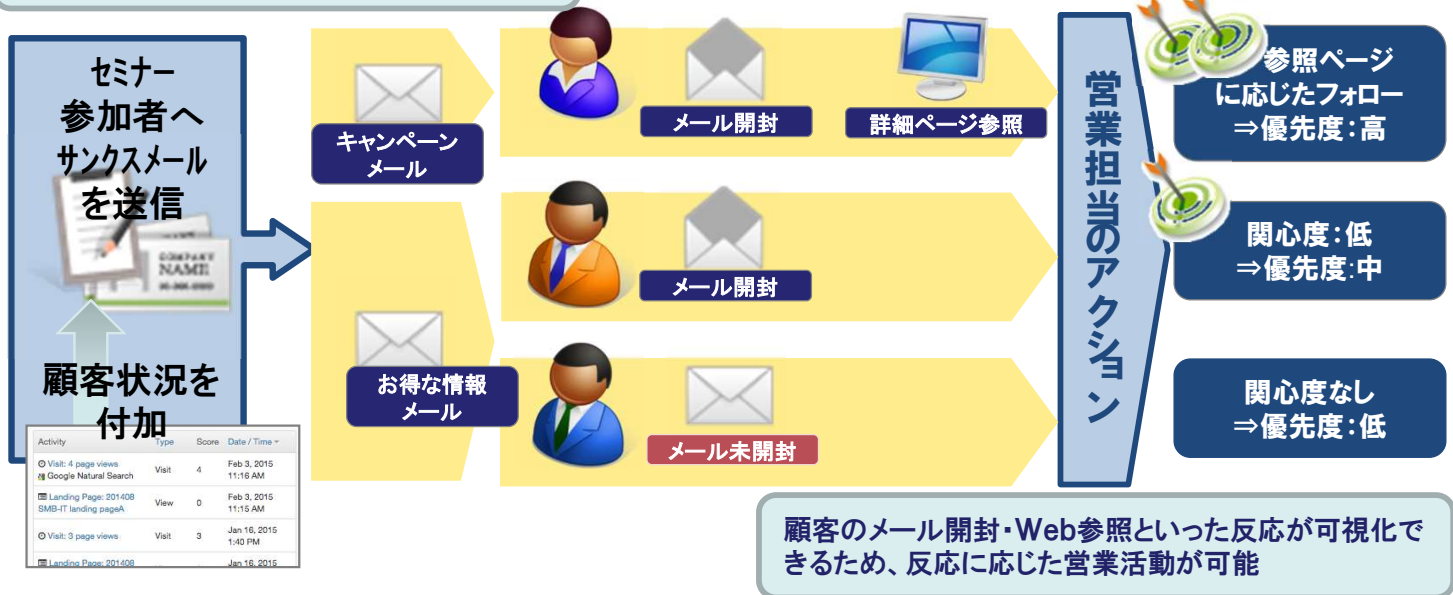 セミナー
参加者へ
サンクスメール
を送信
COMPANY
NAME
顧客状況を
付加
Activity Type Score Date / Time
Visit: 4 page views
Google Natural Search
Visit 4 Feb 3, 2015
11:16 AM
Landing Page: 201408
SMB-IT landing pageA
View 0 Feb 3, 2015
11:15 AM
Visit: 3 page views Visit 3 Jan 16, 2015
1:40 PM
Landing Page: 201408 Jan 16, 2015
キャンペーン
メール
お得な情報
メール
メール開封
詳細ページ参照
メール開封
メール未開封
営業担当のアクション
参照ページ
に応じたフォロー
⇒優先度:高
関心度:低
⇒優先度:中
関心度なし
⇒優先度:低
顧客のメール開封・Web参照といった反応が可視化で
きるため、反応に応じた営業活動が可能